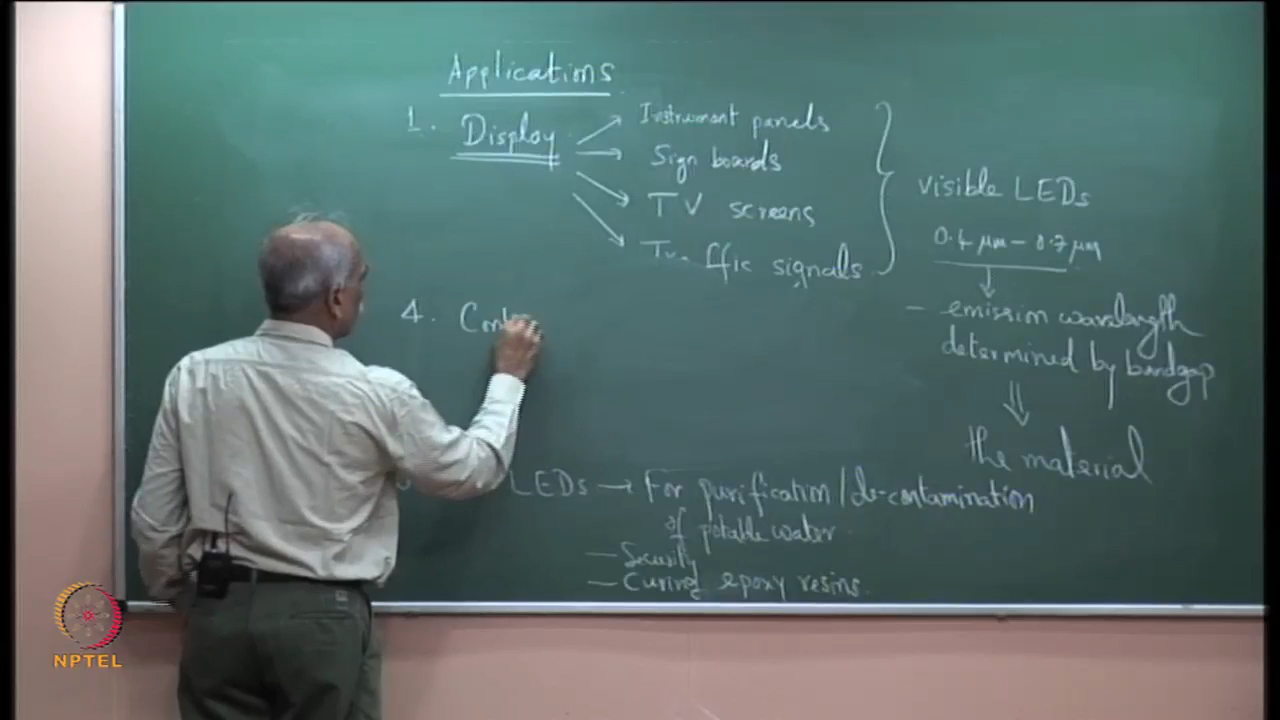 Applications
1. Display
Instrument panels
Sign boards
TV screens
Traffic signals
visible LEDs
0.4 μm – 0.7 μm
– emission wavelength
determined by bandgap
⇓
the material
4.
LEDs → For purification/de-contamination
of potable water
– Security
– Curing epoxy resins.
NPTEL